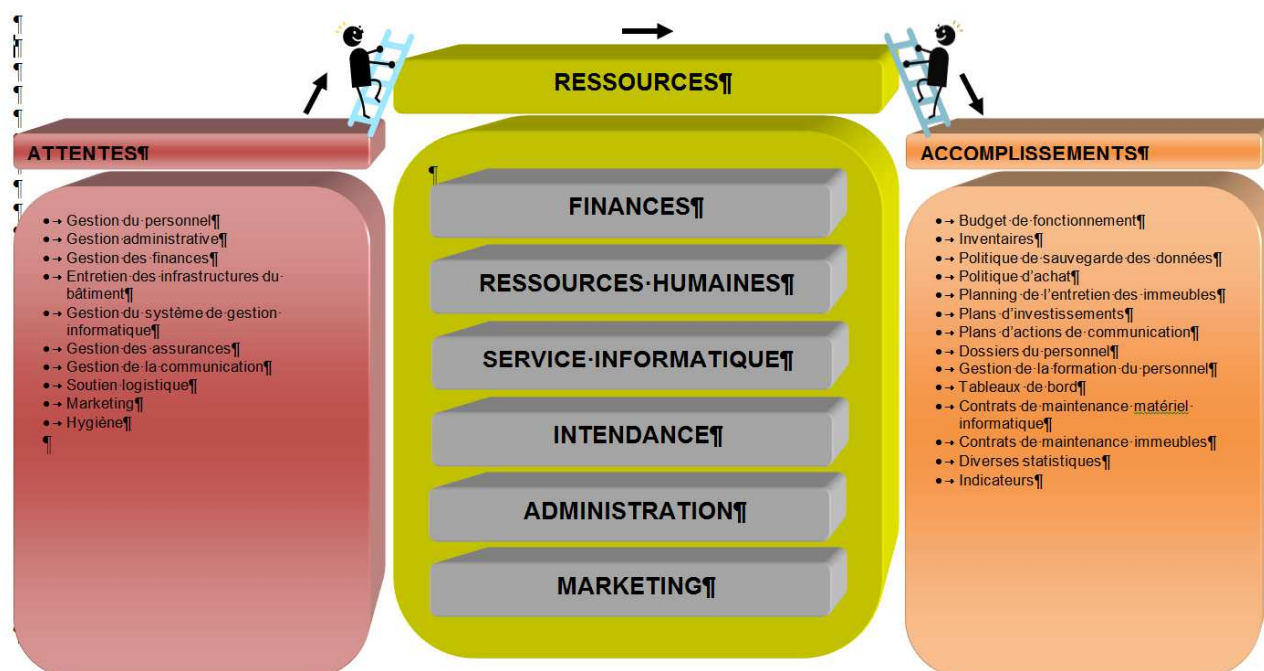 RESSOURCES¶
ATTENTES¶
• Gestion du personnel¶
• Gestion administrative¶
• Gestion des finances¶
• Entretien des infrastructures du
bâtiment¶
• Gestion du système de gestion
informatique¶
• Gestion des assurances¶
• Gestion de la communication¶
• Soutien logistique¶
• Marketing¶
• Hygiène¶
FINANCES¶
RESSOURCES HUMAINES¶
SERVICE INFORMATIQUE¶
INTENDANCE¶
ADMINISTRATION¶
MARKETING¶
ACCOMPLISSEMENTS¶
• Budget de fonctionnement¶
• Inventaires¶
• Politique de sauvegarde des données¶
• Politique d'achat¶
• Planning de l'entretien des immeubles¶
• Plans d'investissements¶
• Plans d'actions de communication¶
• Dossiers du personnel¶
• Gestion de la formation du personnel¶
• Tableaux de bord¶
• Contrats de maintenance matériel
informatique¶
• Contrats de maintenance immeubles¶
• Diverses statistiques¶
• Indicateurs¶